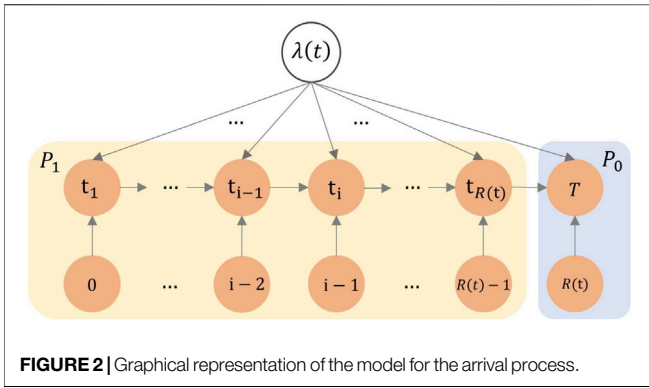 λ(t)
... ... ...
P₁ P₀
t₁ ... tᵢ₋₁ tᵢ ... t_R(t) T
0 ... i − 2 i − 1 ... R(t) − 1 R(t)
FIGURE 2 | Graphical representation of the model for the arrival process.